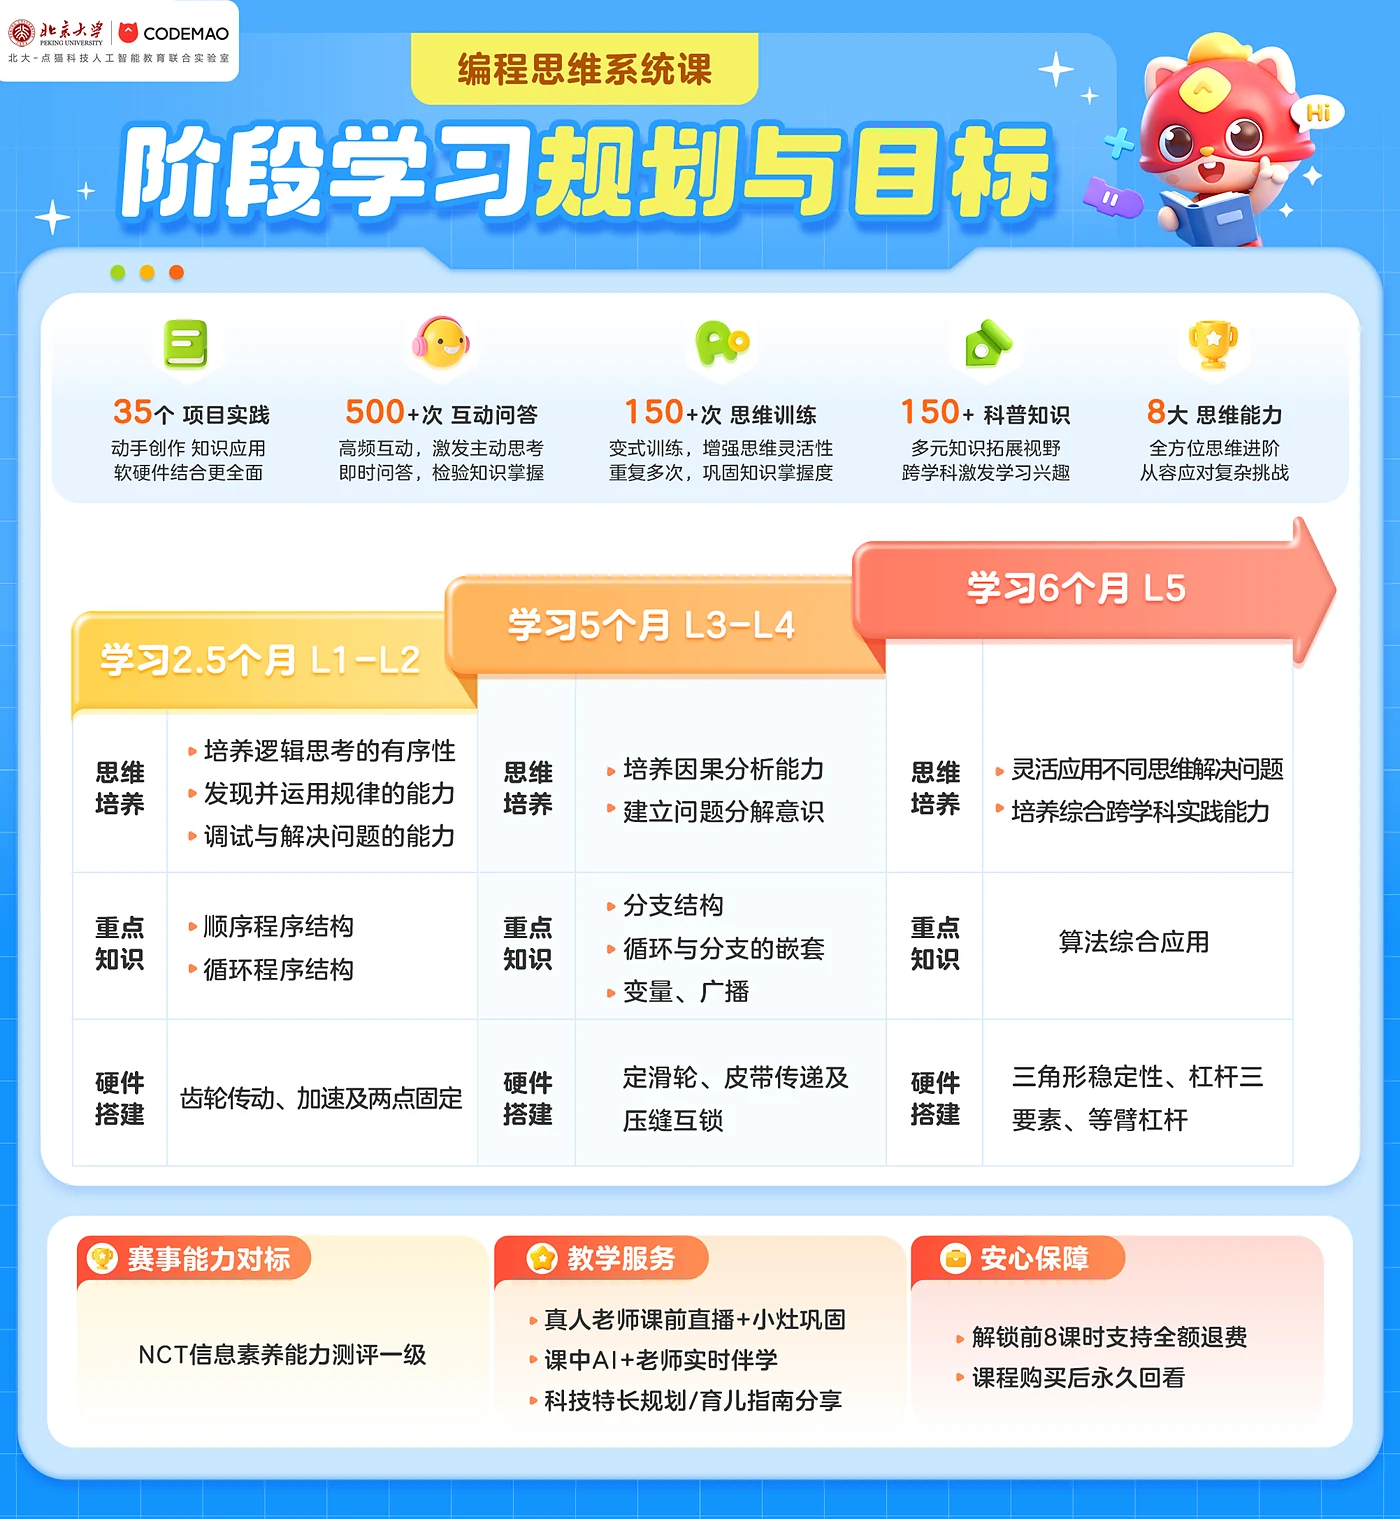 北京大学
PEKING UNIVERSITY
CODEMAO
北大-点猫科技人工智能教育联合实验室
编程思维系统课
阶段学习规划与目标
Hi
35个 项目实践
动手创作 知识应用
软硬件结合更全面
500+次 互动问答
高频互动，激发主动思考
即时问答，检验知识掌握
150+次 思维训练
变式训练，增强思维灵活性
重复多次，巩固知识掌握度
150+ 科普知识
多元知识拓展视野
跨学科激发学习兴趣
8大 思维能力
全方位思维进阶
从容应对复杂挑战
学习2.5个月 L1-L2
思维
培养
培养逻辑思考的有序性
发现并运用规律的能力
调试与解决问题的能力
重点
知识
顺序程序结构
循环程序结构
硬件
搭建
齿轮传动、加速及两点固定
学习5个月 L3-L4
思维
培养
培养因果分析能力
建立问题分解意识
重点
知识
分支结构
循环与分支的嵌套
变量、广播
硬件
搭建
定滑轮、皮带传递及
压缝互锁
学习6个月 L5
思维
培养
灵活应用不同思维解决问题
培养综合跨学科实践能力
重点
知识
算法综合应用
硬件
搭建
三角形稳定性、杠杆三
要素、等臂杠杆
赛事能力对标
NCT信息素养能力测评一级
教学服务
真人老师课前直播+小灶巩固
课中AI+老师实时伴学
科技特长规划/育儿指南分享
安心保障
解锁前8课时支持全额退费
课程购买后永久回看